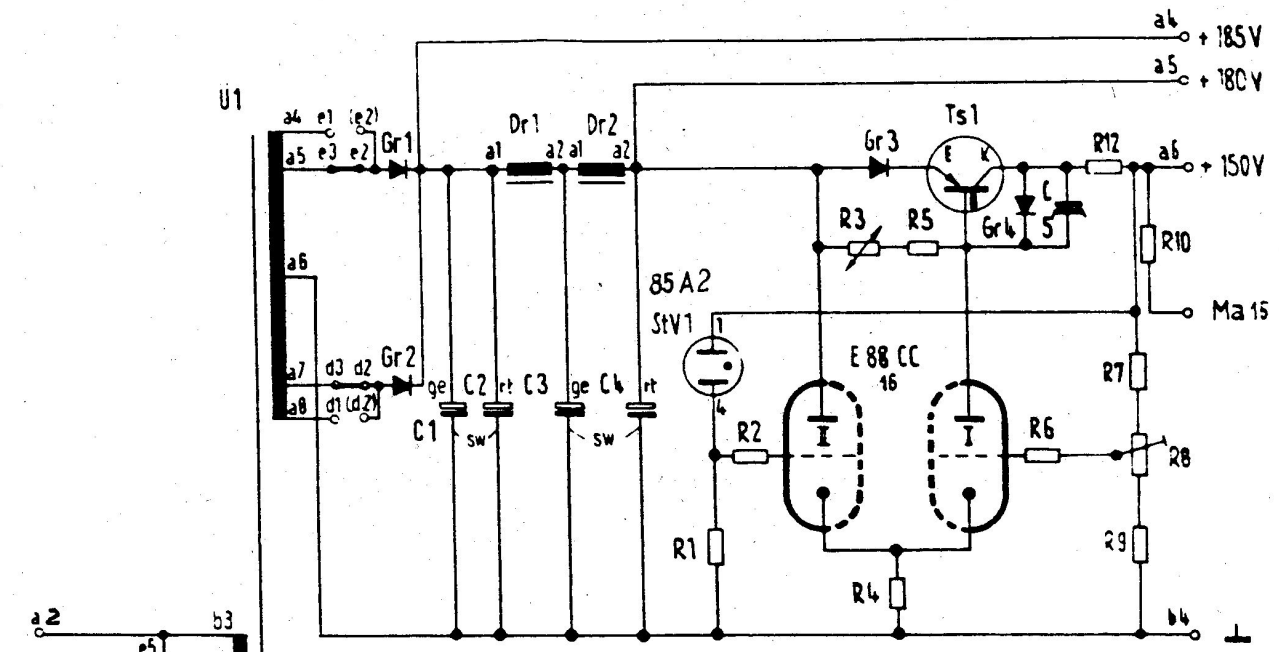 a4
+ 185V
a5
+ 180V
Ü1
a4 e1 (e2)
Gr1
Dr1
Dr2
Gr3
Ts1
R12
a5 e3 e2
a1 a2 a1 a2
E K
a6
+ 150V
R3
R5
Gr4
C
5
R10
a6
85A2
StV1
1
Ma 15
E 88 CC
16
a7 d3 d2
Gr2
R7
a8 d1 (d2)
ge C2 rt C3 ge C4 rt
4
C1
sw
sw
R2
II
I
R6
R8
R1
R9
R4
a2
b3
b4
e5